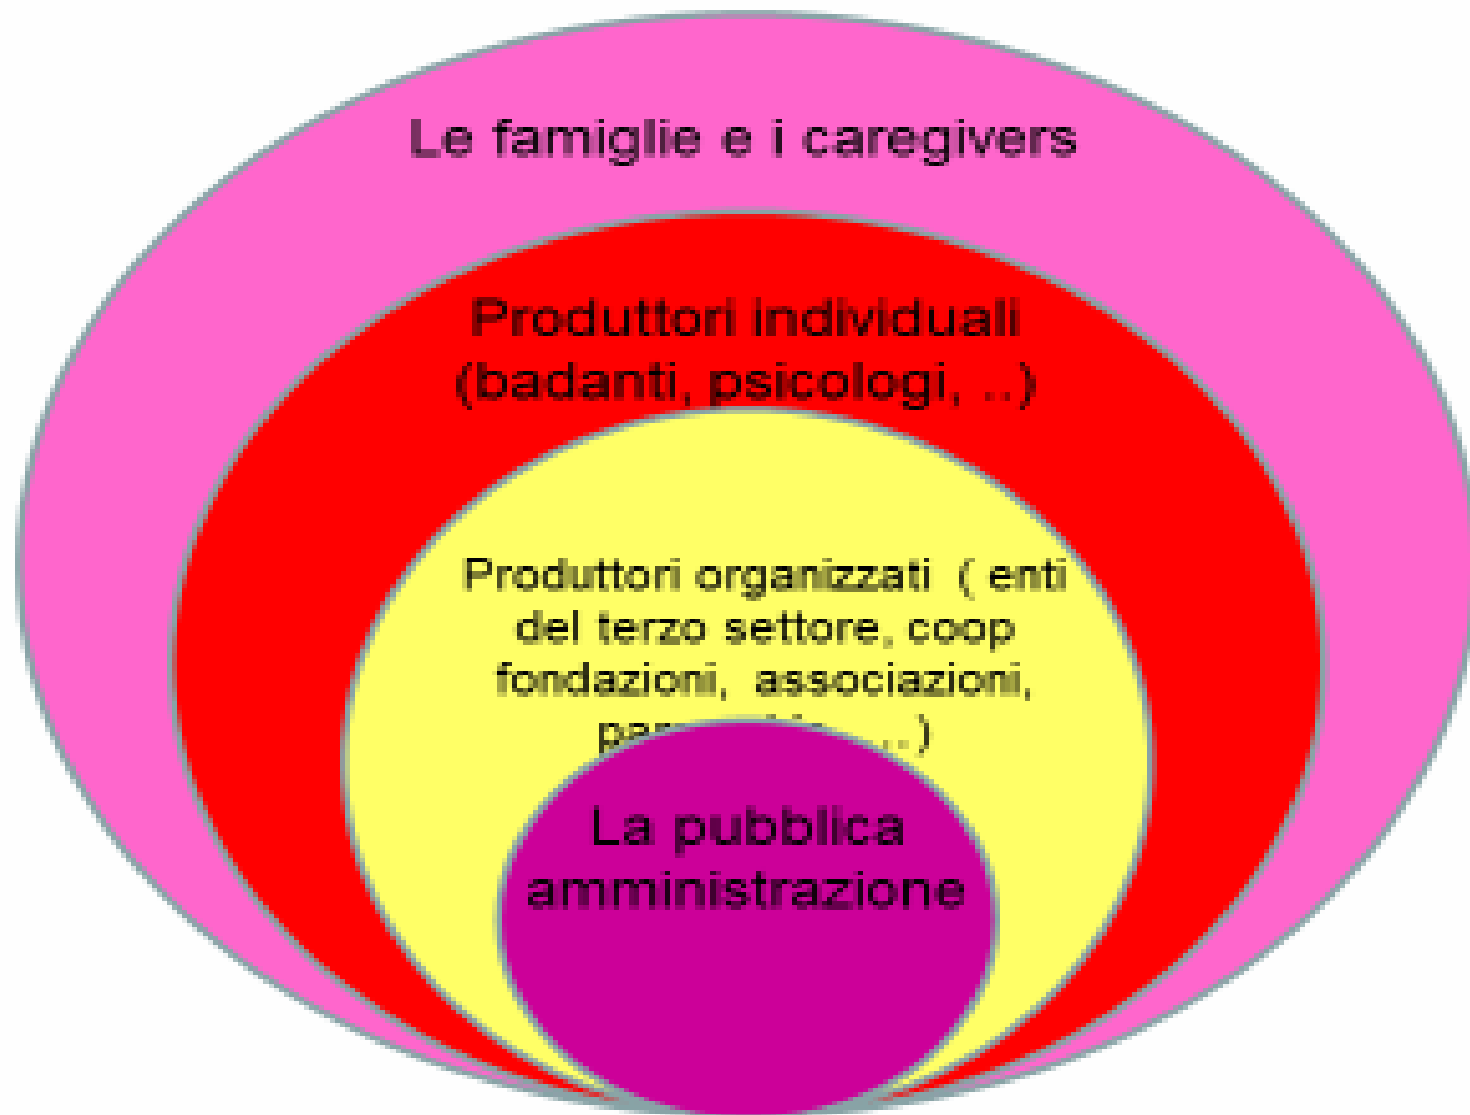 Le famiglie e i caregivers
Produttori individuali
(badanti, psicologi, ..)
Produttori organizzati ( enti
del terzo settore, coop
fondazioni, associazioni,
..)
La pubblica
amministrazione